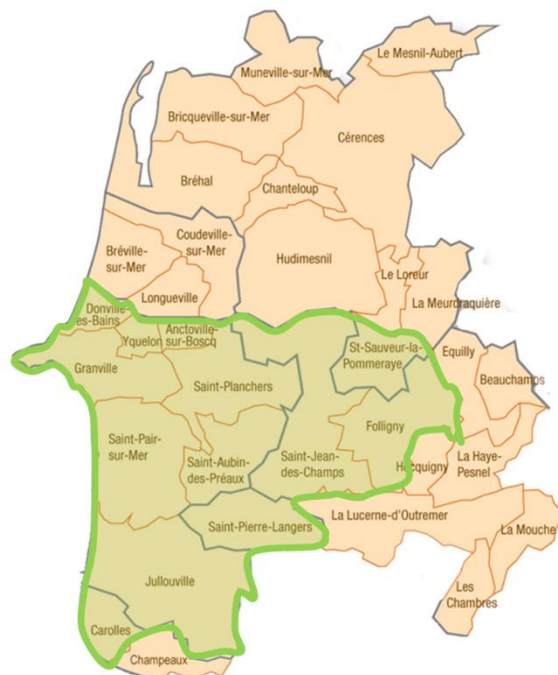 Le Mesnil-Aubert
Muneville-sur-Mer
Bricqueville-sur-Mer
Cérences
Bréhal
Chanteloup
Coudeville-
sur-Mer
Bréville-
sur-Mer
Hudimesnil
Le Loreur
Longueville
La Meurdraquière
Donville-
les-Bains
Anctoville-
sur-Boscq
Yquelon
St-Sauveur-la-
Pommeraye
Equilly
Granville
Beauchamps
Saint-Planchers
Folligny
Saint-Pair-
sur-Mer
Saint-Aubin-
des-Préaux
Saint-Jean-
des-Champs
Hocquigny
La Haye-
Pesnel
La Lucerne-d'Outremer
Saint-Pierre-Langers
La Mouche
Jullouville
Les
Chambres
Carolles
Champeaux